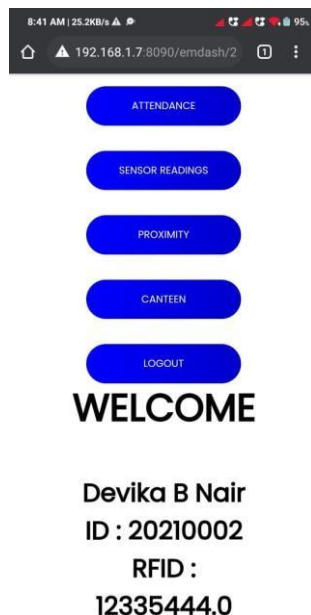 8:41 AM | 25.2KB/s
95%
192.168.1.7:8090/emdash/2
1
ATTENDANCE
SENSOR READINGS
PROXIMITY
CANTEEN
LOGOUT
WELCOME
Devika B Nair
ID : 20210002
RFID :
12335444.0